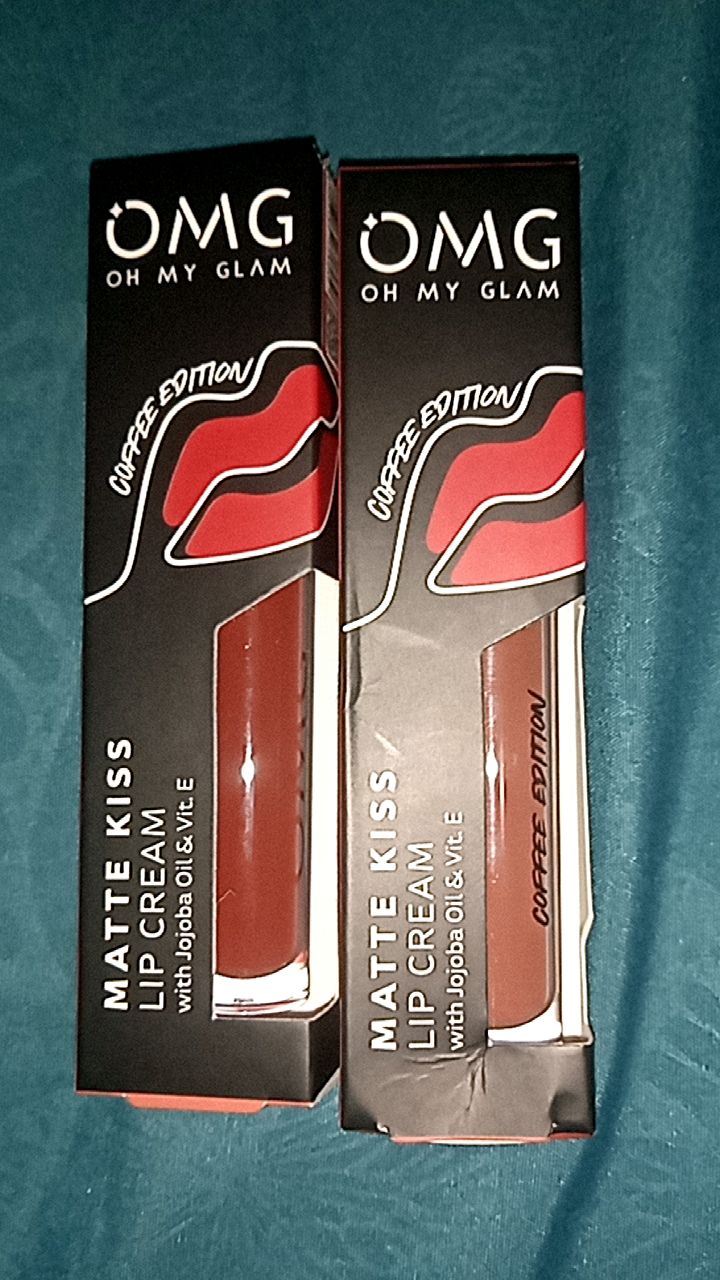 OMG
OH MY GLAM
COFFEE EDITION
MATTE KISS
LIP CREAM
with Jojoba Oil & Vit. E
OMG
OH MY GLAM
COFFEE EDITION
MATTE KISS
LIP CREAM
with Jojoba Oil & Vit. E
COFFEE EDITION